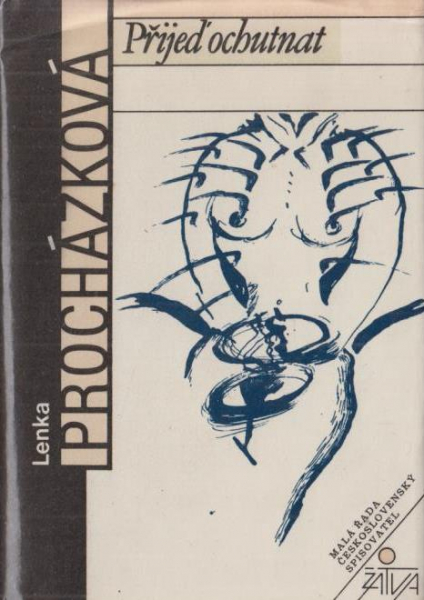 Přijeď ochutnat
Lenka
PROCHÁZKOVÁ
MALÁ ŘADA
ČESKOSLOVENSKÝ
SPISOVATEL
ŽATVA